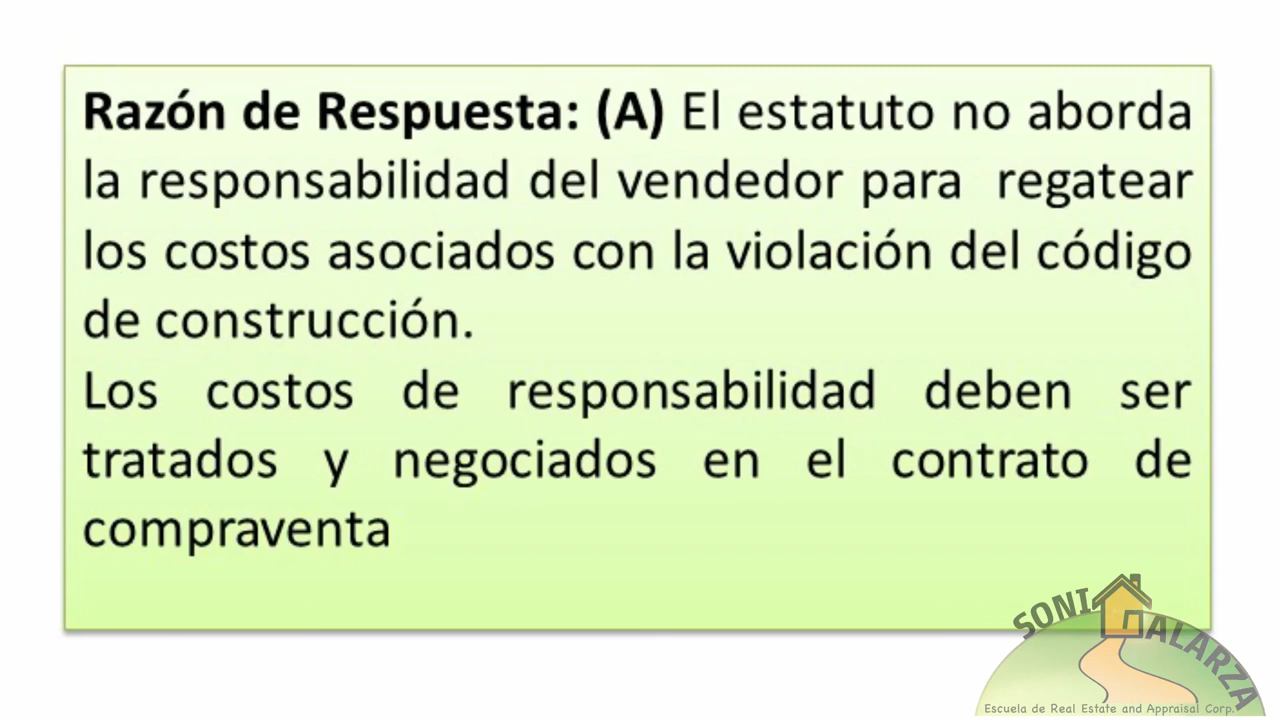 Razón de Respuesta: (A) El estatuto no aborda
la responsabilidad del vendedor para regatear
los costos asociados con la violación del código
de construcción.
Los costos de responsabilidad deben ser
tratados y negociados en el contrato de
compraventa
SONI GALARZA
Escuela de Real Estate and Appraisal Corp.